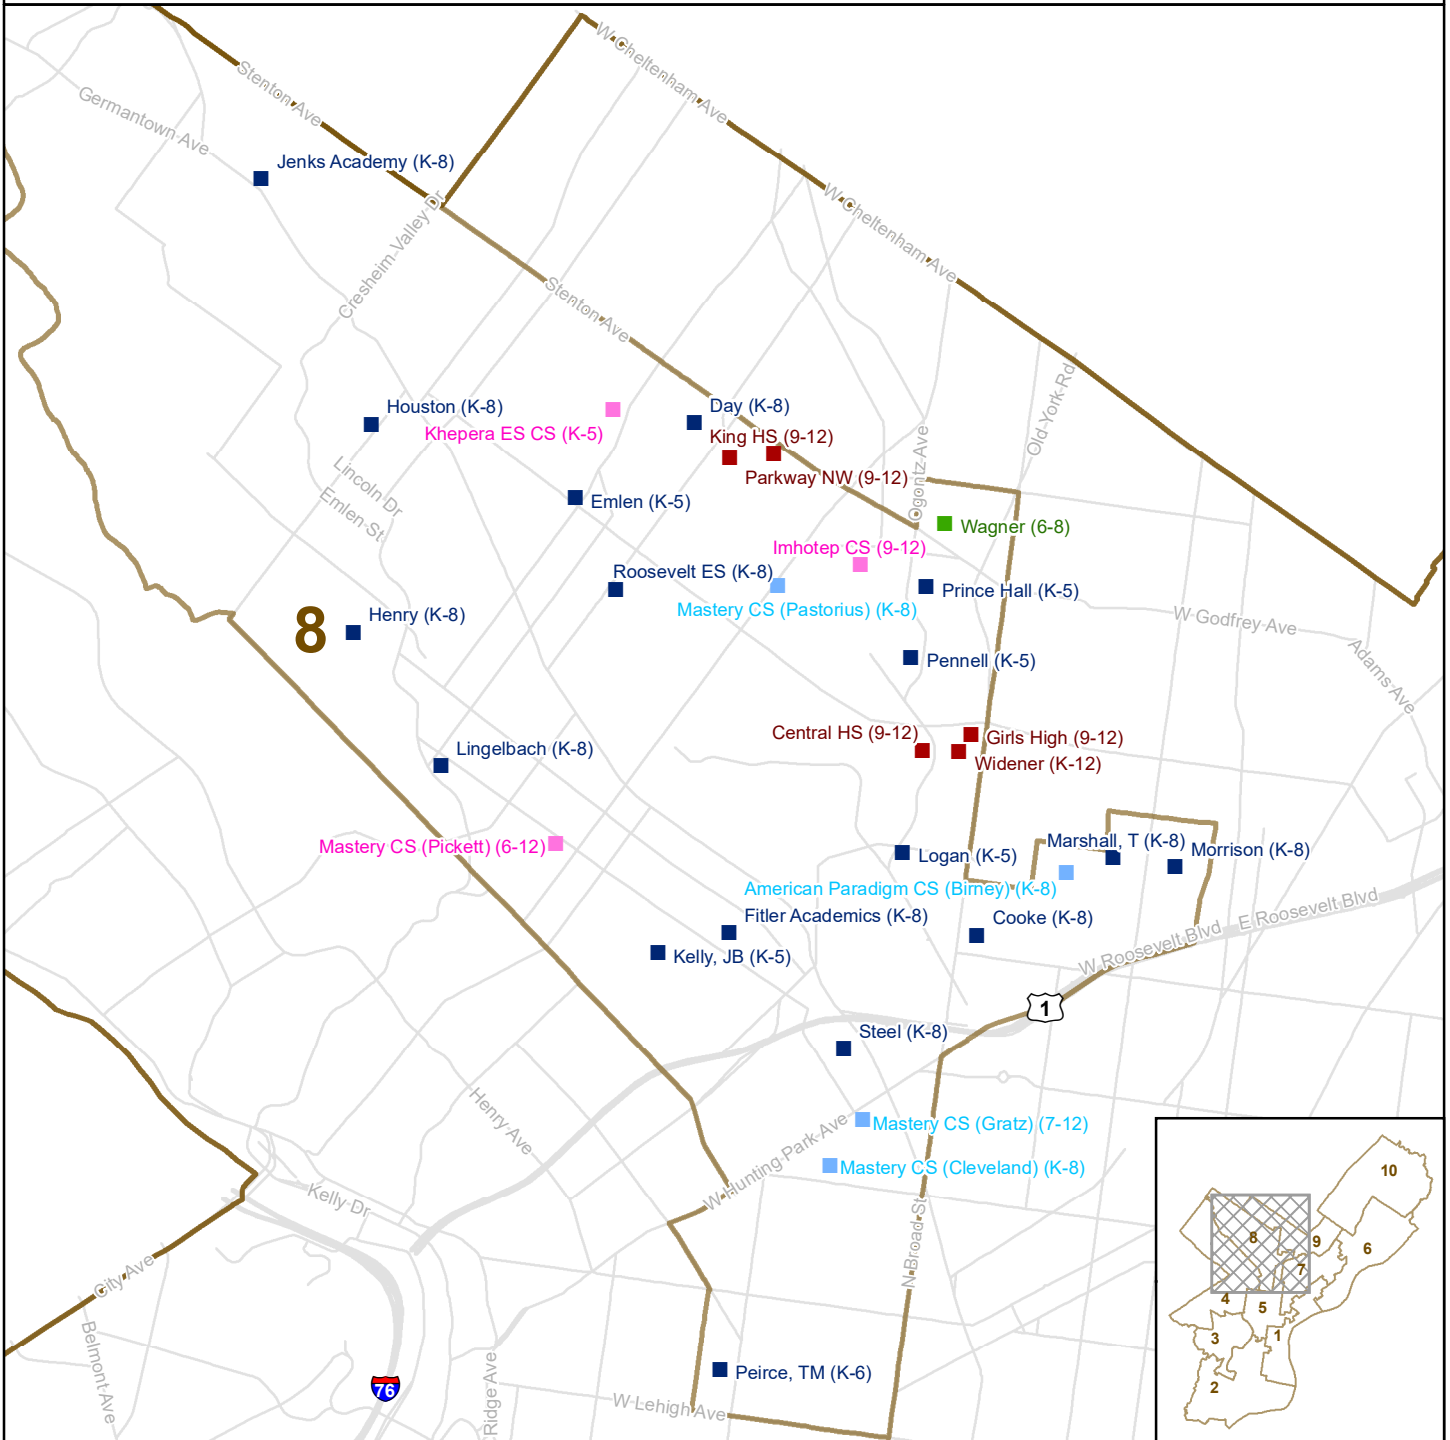 W Cheltenham Ave
Stenton Ave
Germantown Ave
Jenks Academy (K-8)
W Cheltenham Ave
Cresheim Valley Dr
Stenton Ave
Old York Rd
Houston (K-8)
Day (K-8)
Khepera ES CS (K-5)
King HS (9-12)
Ogontz Ave
Lincoln Dr
Parkway NW (9-12)
Emlen St
Emlen (K-5)
Wagner (6-8)
Imhotep CS (9-12)
Roosevelt ES (K-8)
Prince Hall (K-5)
Mastery CS (Pastorius) (K-8)
Henry (K-8)
8
W Godfrey Ave
Pennell (K-5)
Adams Ave
Central HS (9-12)
Girls High (9-12)
Lingelbach (K-8)
Widener (K-12)
Mastery CS (Pickett) (6-12)
Marshall, T (K-8)
Morrison (K-8)
Logan (K-5)
American Paradigm CS (Birney) (K-8)
Fitler Academics (K-8)
Cooke (K-8)
E Roosevelt Blvd
W Roosevelt Blvd
Kelly, JB (K-5)
1
Steel (K-8)
Henry Ave
Mastery CS (Gratz) (7-12)
W Hunting Park Ave
Mastery CS (Cleveland) (K-8)
Kelly Dr
N Broad St
City Ave
Belmont Ave
Peirce, TM (K-6)
76
Ridge Ave
W Lehigh Ave
10
8
9
6
7
4
5
3
1
2